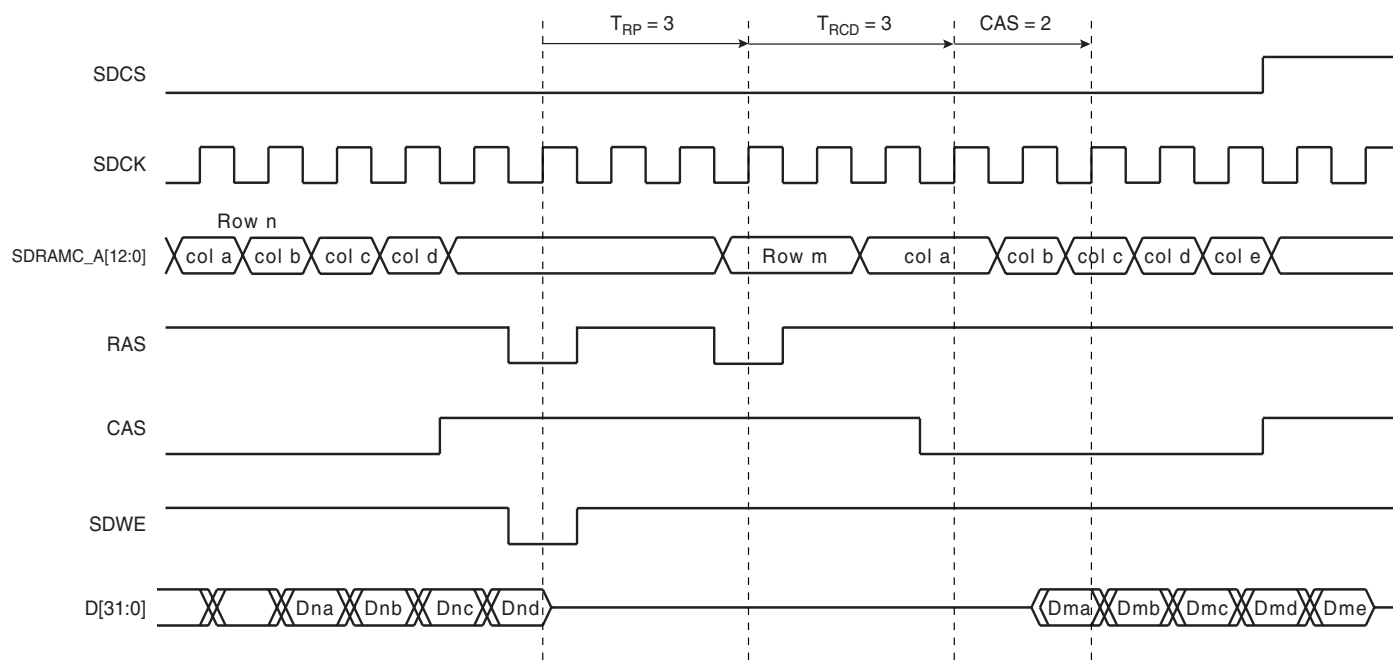 T_RP = 3 T_RCD = 3 CAS = 2
SDCS
SDCK
Row n
SDRAMC_A[12:0] col a col b col c col d Row m col a col b col c col d col e
RAS
CAS
SDWE
D[31:0] Dna Dnb Dnc Dnd Dma Dmb Dmc Dmd Dme